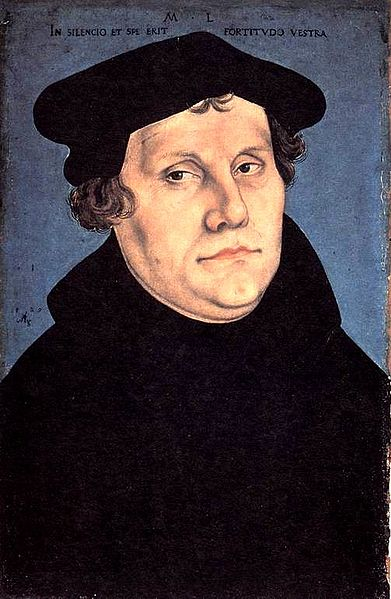 M · L
IN SILENCIO ET SPE ERIT FORTITVDO VESTRA